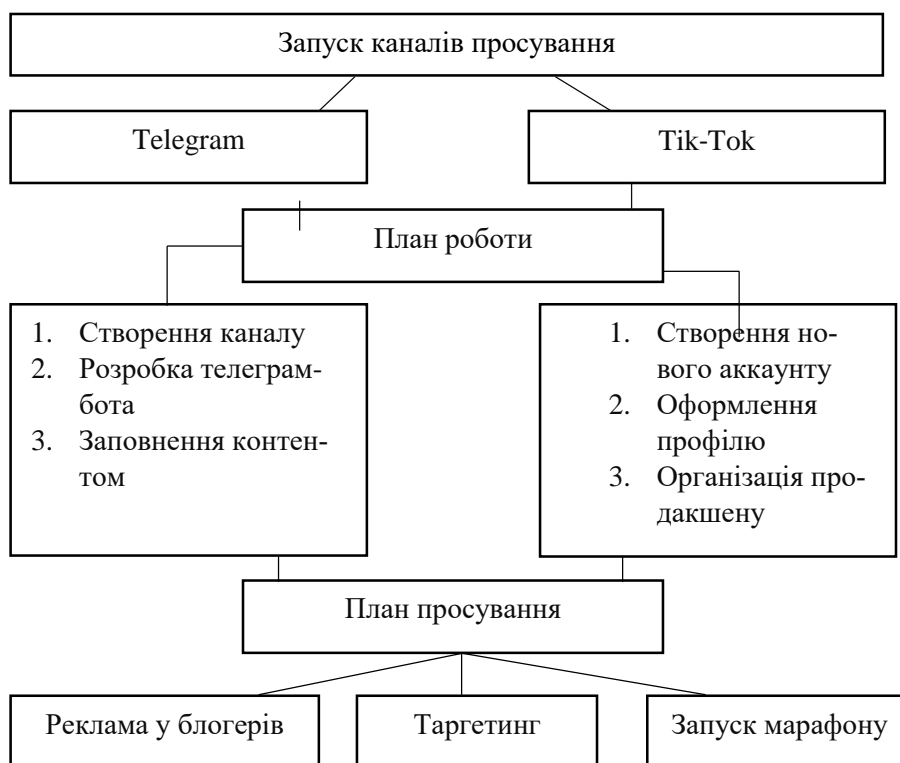 Запуск каналів просування
Telegram
Tik-Tok
План роботи
1. Створення каналу
2. Розробка телеграм-
бота
3. Заповнення контен-
том
1. Створення но-
вого аккаунту
2. Оформлення
профілю
3. Організація про-
дакшену
План просування
Реклама у блогерів
Таргетинг
Запуск марафону